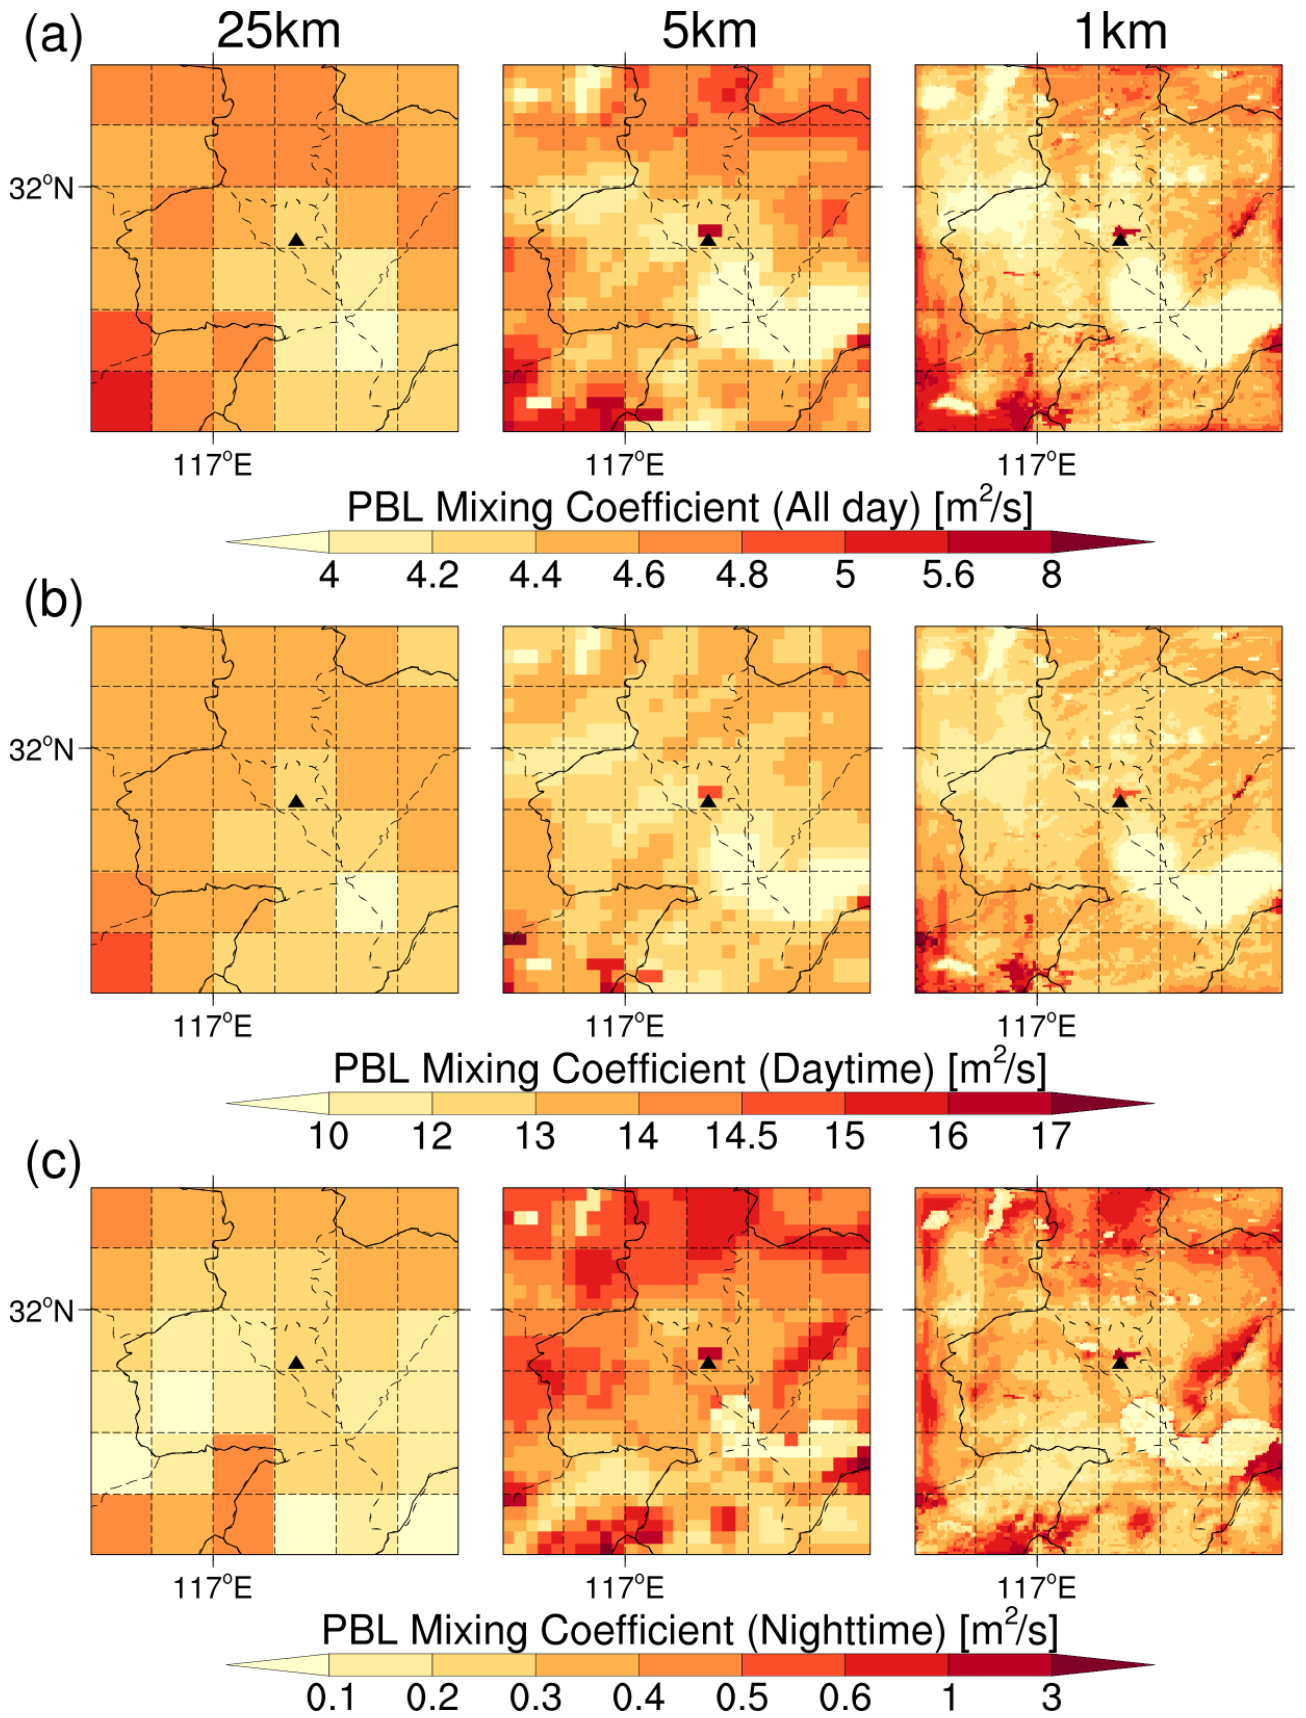 (a) 25km 5km 1km
32°N
117°E 117°E 117°E
PBL Mixing Coefficient (All day) [m²/s]
4 4.2 4.4 4.6 4.8 5 5.6 8
(b)
32°N
117°E 117°E 117°E
PBL Mixing Coefficient (Daytime) [m²/s]
10 12 13 14 14.5 15 16 17
(c)
32°N
117°E 117°E 117°E
PBL Mixing Coefficient (Nighttime) [m²/s]
0.1 0.2 0.3 0.4 0.5 0.6 1 3